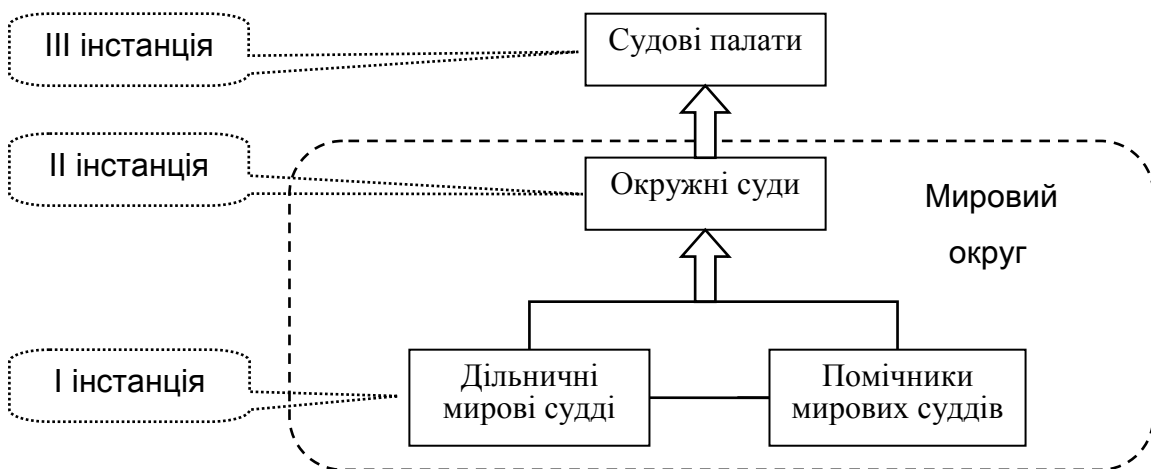 III інстанція
Судові палати
II інстанція
Окружні суди
Мировий
округ
I інстанція
Дільничні
мирові судді
Помічники
мирових суддів